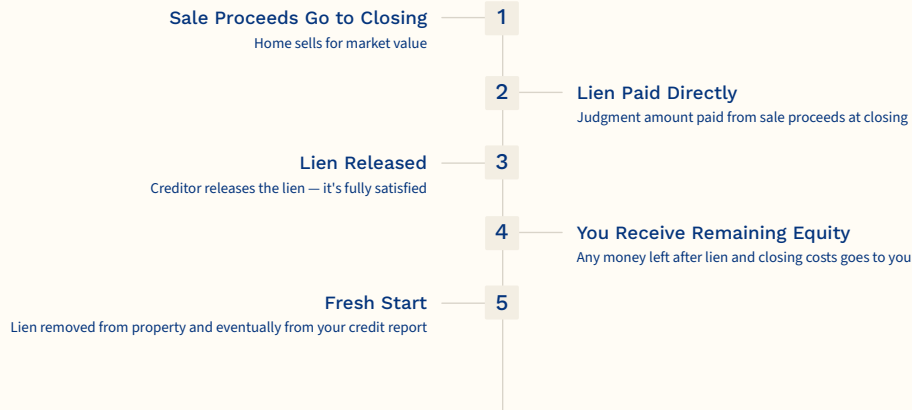 Sale Proceeds Go to Closing
1
Home sells for market value
2
Lien Paid Directly
Judgment amount paid from sale proceeds at closing
Lien Released
3
Creditor releases the lien — it's fully satisfied
4
You Receive Remaining Equity
Any money left after lien and closing costs goes to you
Fresh Start
5
Lien removed from property and eventually from your credit report